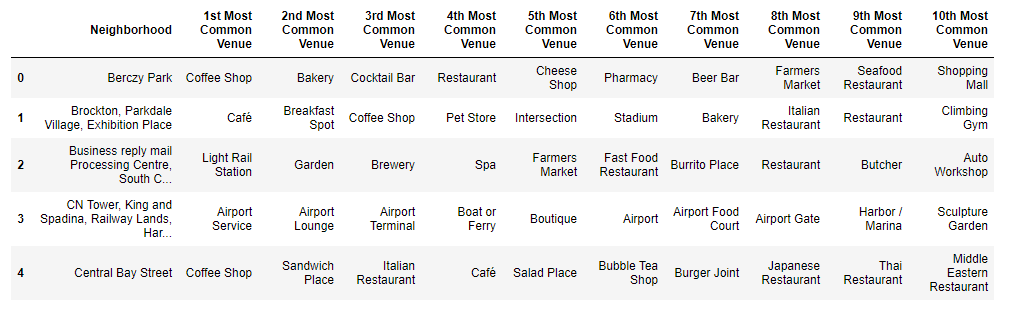 Neighborhood 1st Most Common Venue 2nd Most Common Venue 3rd Most Common Venue 4th Most Common Venue 5th Most Common Venue 6th Most Common Venue 7th Most Common Venue 8th Most Common Venue 9th Most Common Venue 10th Most Common Venue
0 Berczy Park Coffee Shop Bakery Cocktail Bar Restaurant Cheese Shop Pharmacy Beer Bar Farmers Market Seafood Restaurant Shopping Mall
1 Brockton, Parkdale Village, Exhibition Place Café Breakfast Spot Coffee Shop Pet Store Intersection Stadium Bakery Italian Restaurant Restaurant Climbing Gym
2 Business reply mail Processing Centre, South C... Light Rail Station Garden Brewery Spa Farmers Market Fast Food Restaurant Burrito Place Restaurant Butcher Auto Workshop
3 CN Tower, King and Spadina, Railway Lands, Har... Airport Service Airport Lounge Airport Terminal Boat or Ferry Boutique Airport Airport Food Court Airport Gate Harbor / Marina Sculpture Garden
4 Central Bay Street Coffee Shop Sandwich Place Italian Restaurant Café Salad Place Bubble Tea Shop Burger Joint Japanese Restaurant Thai Restaurant Middle Eastern Restaurant